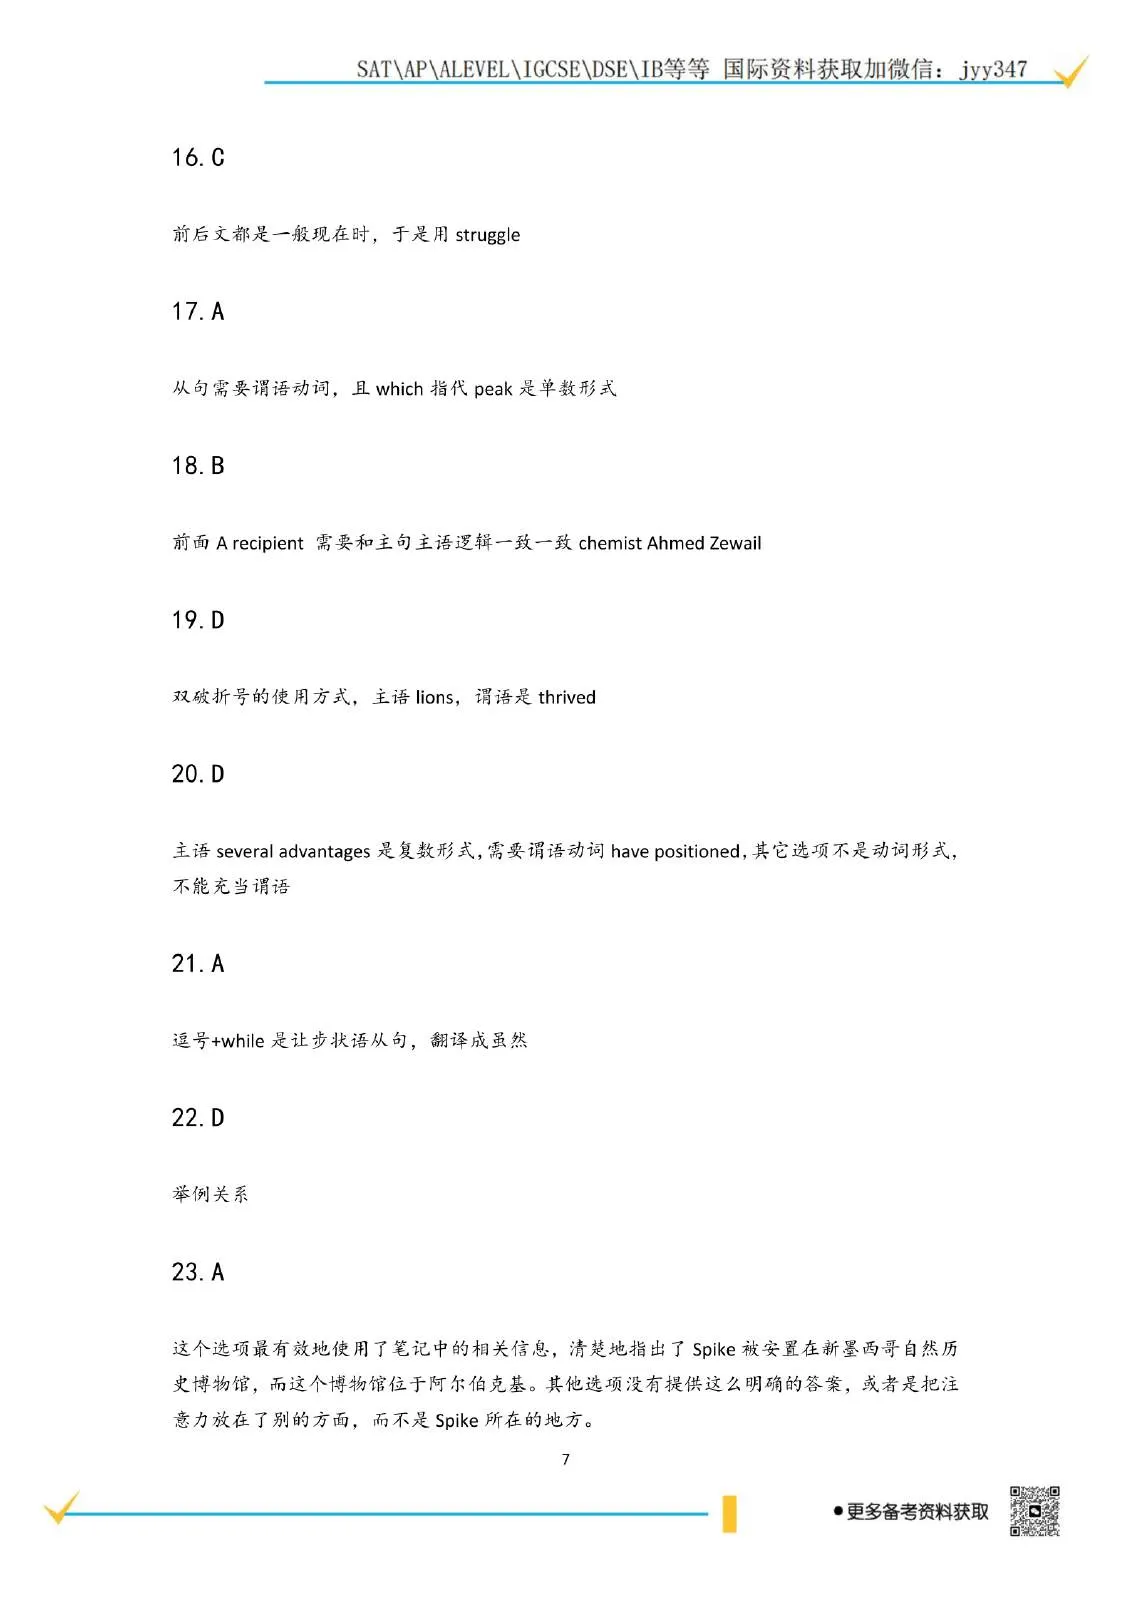 SAT\AP\ALEVEL\IGCSE\DSE\IB等等 国际资料获取加微信：jyy347
16. C
前后文都是一般现在时，于是用 struggle
17. A
从句需要谓语动词，且 which 指代 peak 是单数形式
18. B
前面 A recipient 需要和主句主语逻辑一致一致 chemist Ahmed Zewail
19. D
双破折号的使用方式，主语 lions，谓语是 thrived
20. D
主语 several advantages 是复数形式，需要谓语动词 have positioned，其它选项不是动词形式，
不能充当谓语
21. A
逗号+while 是让步状语从句，翻译成虽然
22. D
举例关系
23. A
这个选项最有效地使用了笔记中的相关信息，清楚地指出了 Spike 被安置在新墨西哥自然历
史博物馆，而这个博物馆位于阿尔伯克基。其他选项没有提供这么明确的答案，或者是把注
意力放在了别的方面，而不是 Spike 所在的地方。
7
●更多备考资料获取